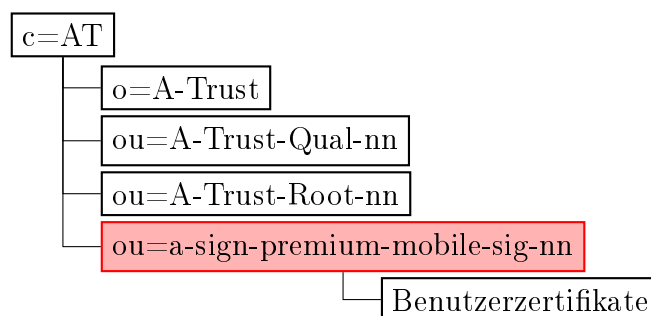 c=AT
o=A-Trust
ou=A-Trust-Qual-nn
ou=A-Trust-Root-nn
ou=a-sign-premium-mobile-sig-nn
Benutzerzertifikate